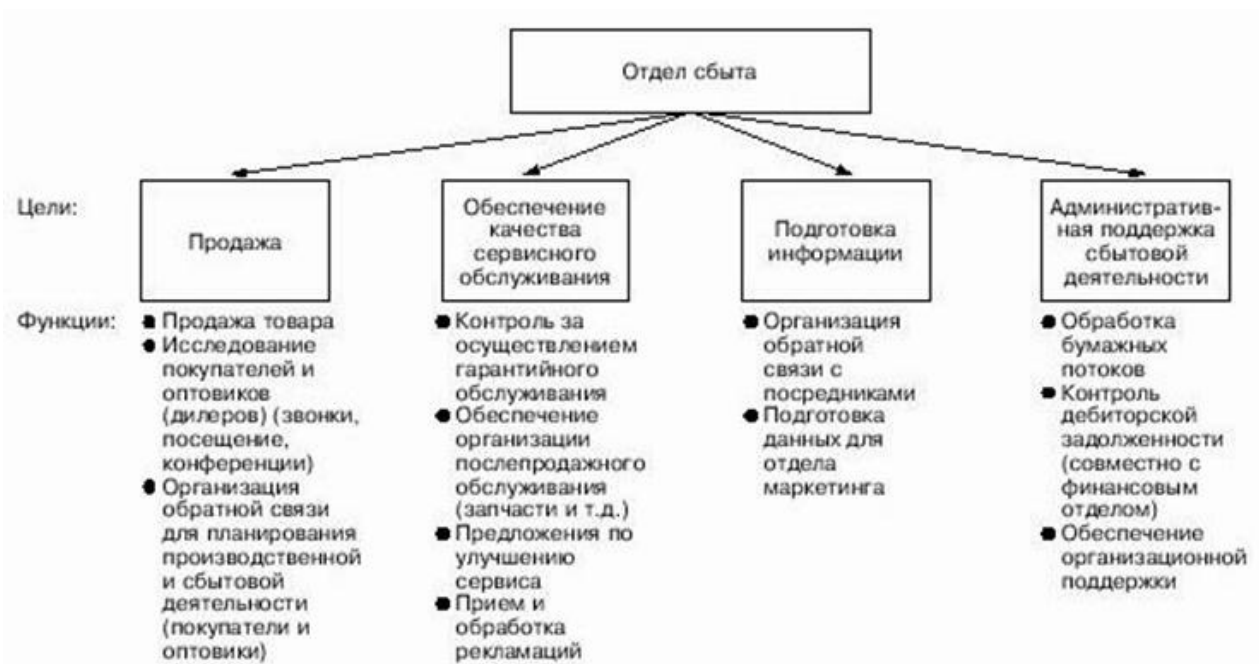 Отдел сбыта
Цели:
Продажа
Обеспечение
качества
сервисного
обслуживания
Подготовка
информации
Административ-
ная поддержка
сбытовой
деятельности
Функции:
Продажа товара
Исследование
покупателей и
оптовиков
(дилеров) (звонки,
посещение,
конференции)
Организация
обратной связи
для планирования
производственной
и сбытовой
деятельности
(покупатели и
оптовики)
Контроль за
осуществлением
гарантийного
обслуживания
Обеспечение
организации
послепродажного
обслуживания
(запчасти и т.д.)
Предложения по
улучшению
сервиса
Прием и
обработка
рекламаций
Организация
обратной
связи с
посредниками
Подготовка
данных для
отдела
маркетинга
Обработка
бумажных
потоков
Контроль
дебиторской
задолженности
(совместно с
финансовым
отделом)
Обеспечение
организационной
поддержки